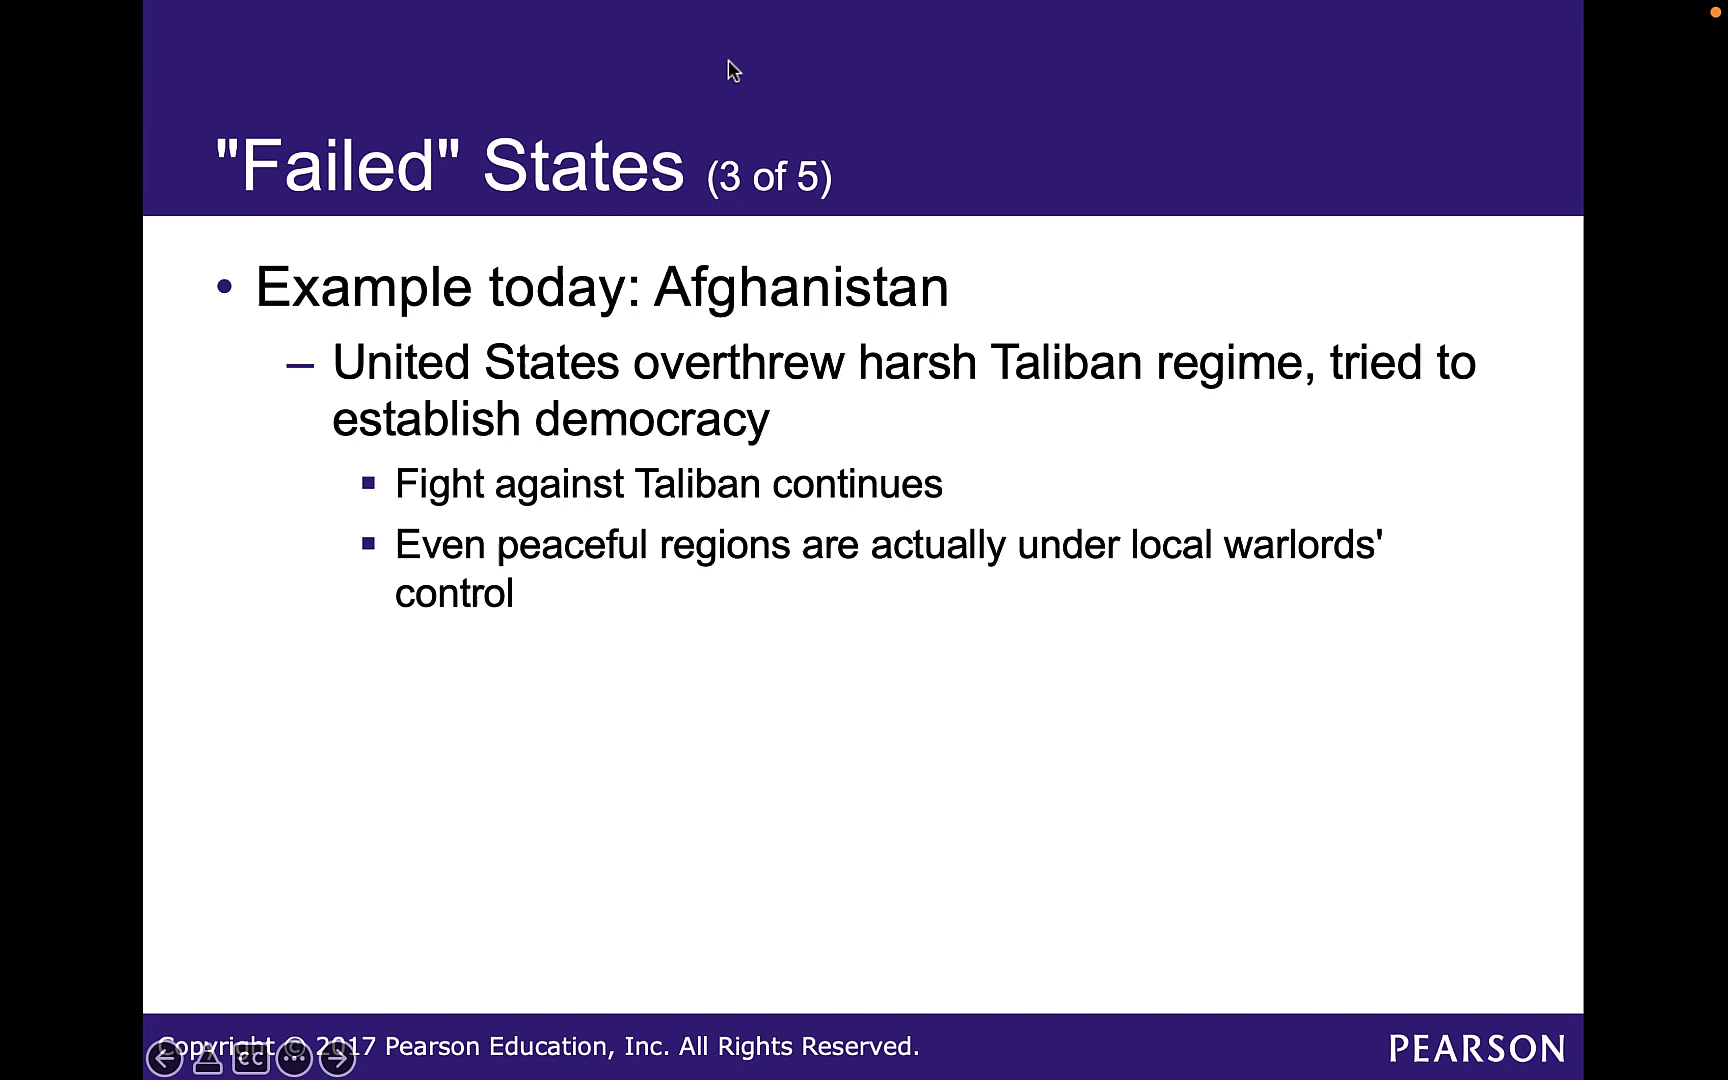 "Failed" States (3 of 5)
• Example today: Afghanistan
– United States overthrew harsh Taliban regime, tried to
establish democracy
▪ Fight against Taliban continues
▪ Even peaceful regions are actually under local warlords'
control
Copyright © 2017 Pearson Education, Inc. All Rights Reserved.
CC
PEARSON